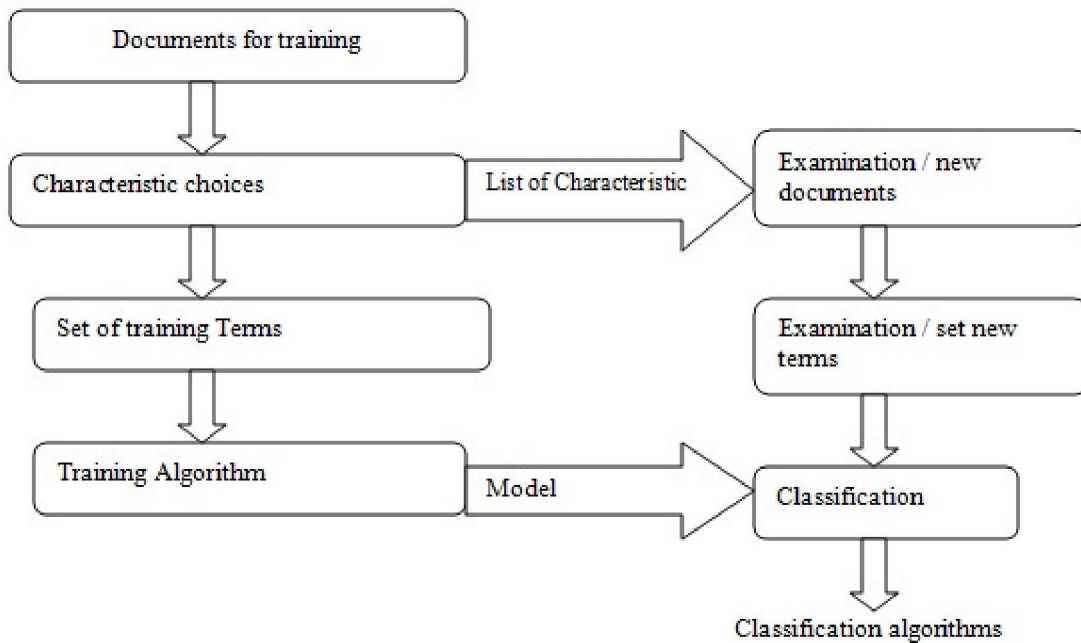 Documents for training
Characteristic choices
List of Characteristic
Examination / new
documents
Set of training Terms
Examination / set new
terms
Training Algorithm
Model
Classification
Classification algorithms